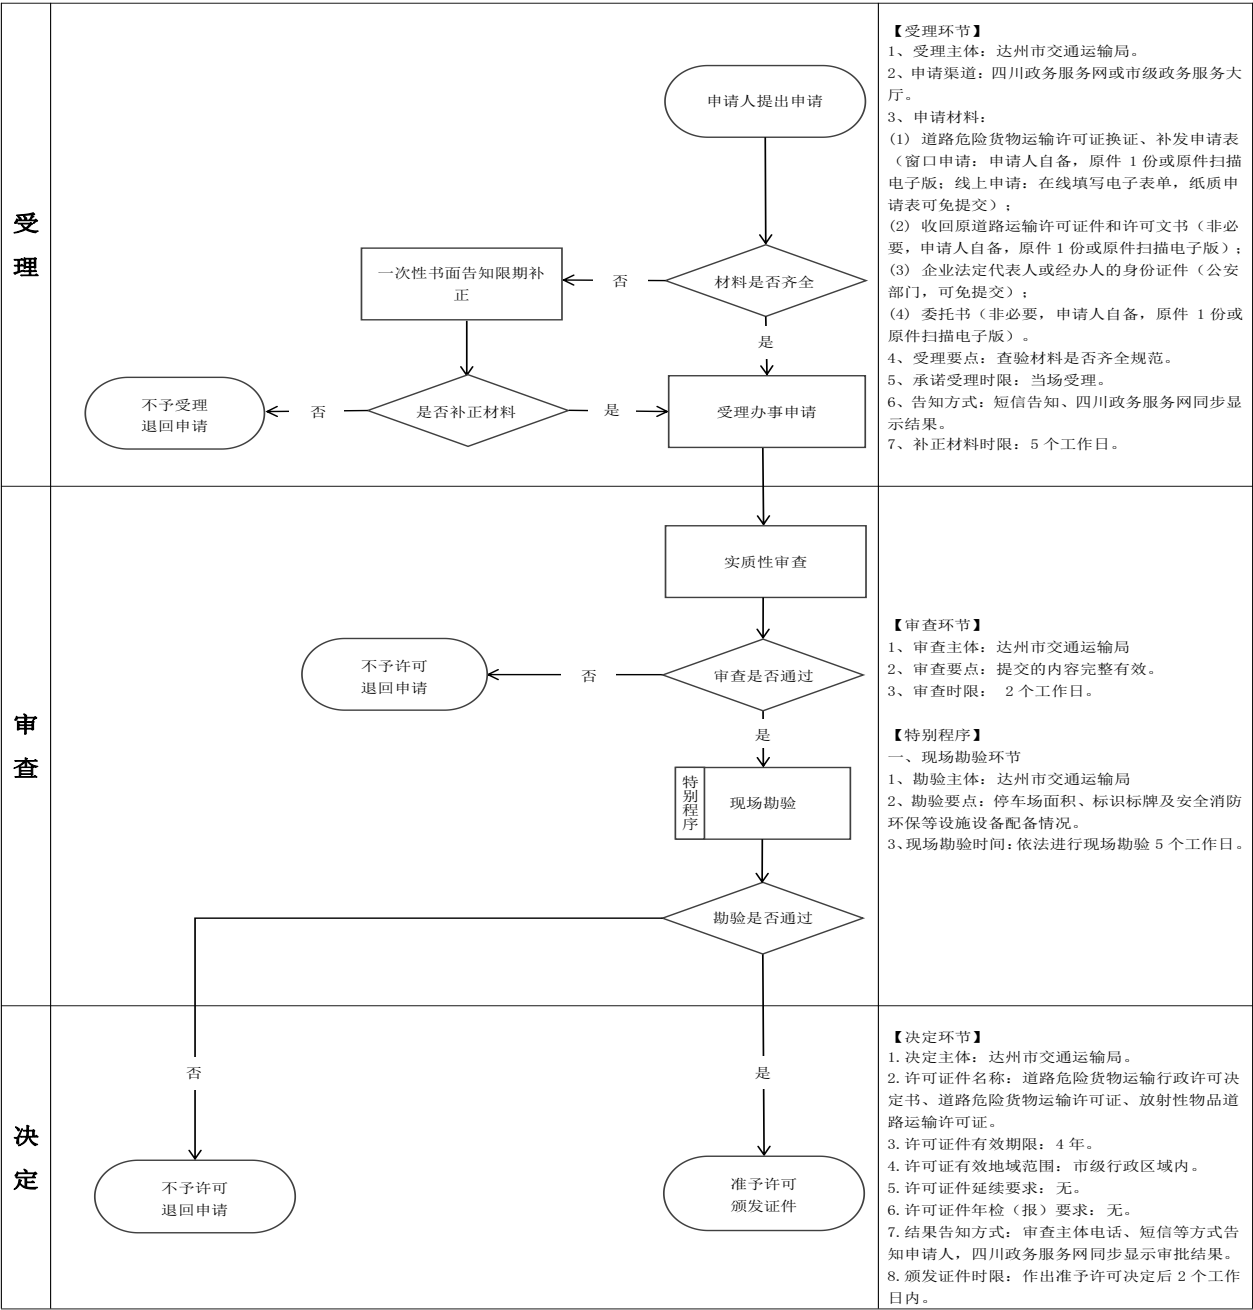 受
理
申请人提出申请
材料是否齐全
否
一次性书面告知限期补
正
是
不予受理
退回申请
否
是否补正材料
是
受理办事申请
【受理环节】
1、受理主体：达州市交通运输局。
2、申请渠道：四川政务服务网或市级政务服务大
厅。
3、申请材料：
(1) 道路危险货物运输许可证换证、补发申请表
（窗口申请：申请人自备，原件 1 份或原件扫描
电子版；线上申请：在线填写电子表单，纸质申
请表可免提交）；
(2) 收回原道路运输许可证件和许可文书（非必
要，申请人自备，原件 1 份或原件扫描电子版）；
(3) 企业法定代表人或经办人的身份证件（公安
部门，可免提交）；
(4) 委托书（非必要，申请人自备，原件 1 份或
原件扫描电子版）。
4、受理要点：查验材料是否齐全规范。
5、承诺受理时限：当场受理。
6、告知方式：短信告知、四川政务服务网同步显
示结果。
7、补正材料时限：5 个工作日。
审
查
实质性审查
不予许可
退回申请
否
审查是否通过
是
特别程序
现场勘验
勘验是否通过
【审查环节】
1、审查主体：达州市交通运输局
2、审查要点：提交的内容完整有效。
3、审查时限： 2 个工作日。
【特别程序】
一、现场勘验环节
1、勘验主体：达州市交通运输局
2、勘验要点：停车场面积、标识标牌及安全消防
环保等设施设备配备情况。
3、现场勘验时间：依法进行现场勘验 5 个工作日。
决
定
否
是
不予许可
退回申请
准予许可
颁发证件
【决定环节】
1.决定主体：达州市交通运输局。
2.许可证件名称：道路危险货物运输行政许可决
定书、道路危险货物运输许可证、放射性物品道
路运输许可证。
3.许可证件有效期限：4 年。
4.许可证有效地域范围：市级行政区域内。
5.许可证件延续要求：无。
6.许可证件年检（报）要求：无。
7.结果告知方式：审查主体电话、短信等方式告
知申请人，四川政务服务网同步显示审批结果。
8.颁发证件时限：作出准予许可决定后 2 个工作
日内。